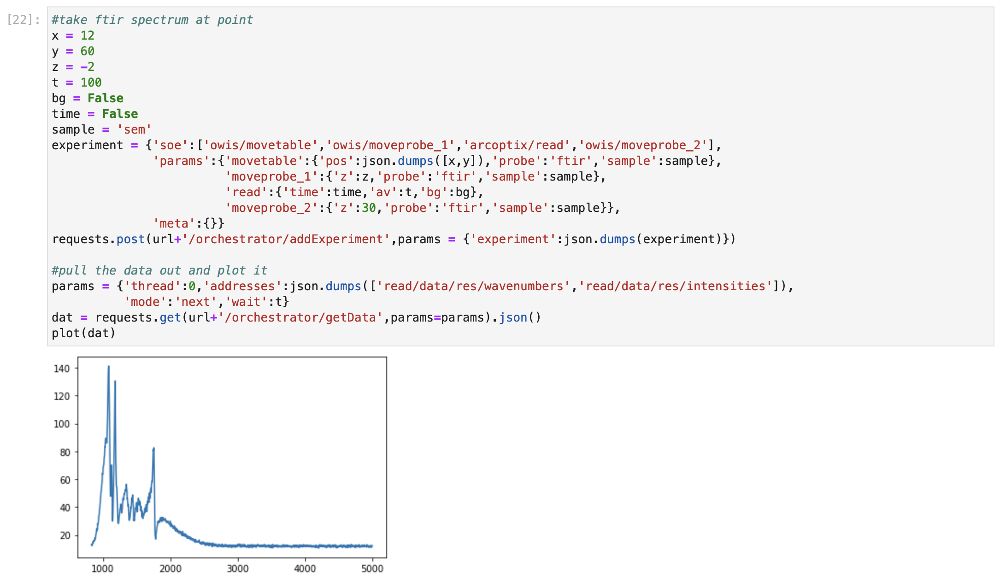 [22]: #take ftir spectrum at point
x = 12
y = 60
z = -2
t = 100
bg = False
time = False
sample = 'sem'
experiment = {'soe':['owis/movetable','owis/moveprobe_1','arcoptix/read','owis/moveprobe_2'],
'params':{'movetable':{'pos':json.dumps([x,y]),'probe':'ftir','sample':sample},
'moveprobe_1':{'z':z,'probe':'ftir','sample':sample},
'read':{'time':time,'av':t,'bg':bg},
'moveprobe_2':{'z':30,'probe':'ftir','sample':sample}},
'meta':{}}
requests.post(url+'/orchestrator/addExperiment',params = {'experiment':json.dumps(experiment)})
#pull the data out and plot it
params = {'thread':0,'addresses':json.dumps(['read/data/res/wavenumbers','read/data/res/intensities']),
'mode':'next','wait':t}
dat = requests.get(url+'/orchestrator/getData',params=params).json()
plot(dat)
140
120
100
80
60
40
20
1000 2000 3000 4000 5000